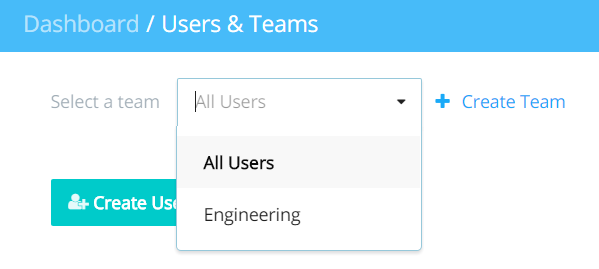 Dashboard / Users & Teams
Select a team All Users Create Team
All Users
Create Use
Engineering